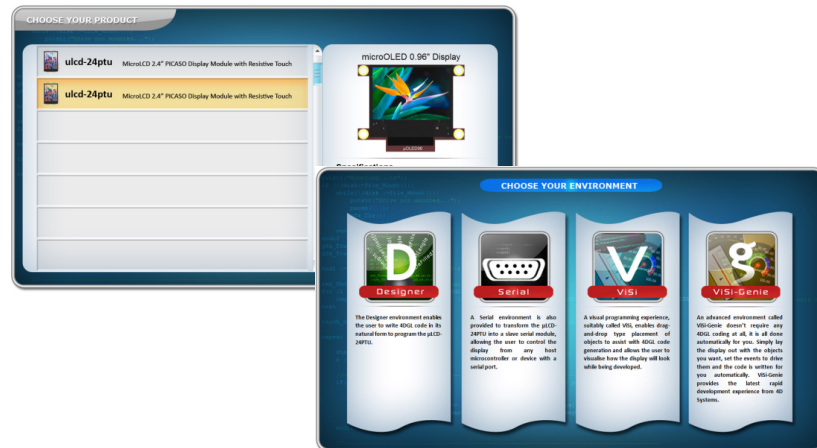 CHOOSE YOUR PRODUCT
ulcd-24ptu MicroLCD 2.4" PICASO Display Module with Resistive Touch
ulcd-24ptu MicroLCD 2.4" PICASO Display Module with Resistive Touch
microOLED 0.96" Display
µOLED96
Specifications
CHOOSE YOUR ENVIRONMENT
D
Designer
The Designer environment enables
the user to write 4DGL code in its
natural form to program the µLCD-
24PTU.
Serial
A Serial environment is also
provided to transform the µLCD-
24PTU into a slave serial module,
allowing the user to control the
display from any host
microcontroller or device with a
serial port.
V
ViSi
A visual programming experience,
suitably called ViSi, enables drag-
and-drop type placement of
objects to assist with 4DGL code
generation and allows the user to
visualise how the display will look
while being developed.
g
ViSi-Genie
An advanced environment called
ViSi-Genie doesn't require any
4DGL coding at all, it is all done
automatically for you. Simply lay
the display out with the objects
you want, set the events to drive
them and the code is written for
you automatically. ViSi-Genie
provides the latest rapid
development experience from 4D
Systems.